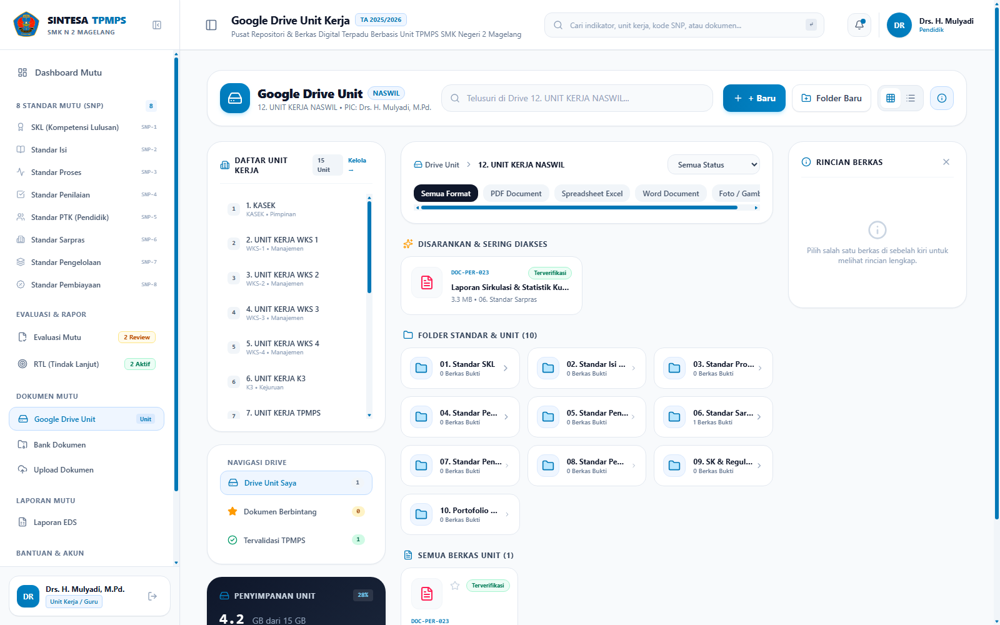 SINTESA TPMPS
SMK N 2 MAGELANG
Dashboard Mutu
8 STANDAR MUTU (SNP)
8
SKL (Kompetensi Lulusan)
SNP-1
Standar Isi
SNP-2
Standar Proses
SNP-3
Standar Penilaian
SNP-4
Standar PTK (Pendidik)
SNP-5
Standar Sarpras
SNP-6
Standar Pengelolaan
SNP-7
Standar Pembiayaan
SNP-8
EVALUASI & RAPOR
Evaluasi Mutu
2 Review
RTL (Tindak Lanjut)
2 Aktif
DOKUMEN MUTU
Google Drive Unit
Unit
Bank Dokumen
Upload Dokumen
LAPORAN MUTU
Laporan EDS
BANTUAN & AKUN
DR
Drs. H. Mulyadi, M.Pd.
Unit Kerja / Guru
Google Drive Unit Kerja
TA 2025/2026
Pusat Repositori & Berkas Digital Terpadu Berbasis Unit TPMPS SMK Negeri 2 Magelang
Cari indikator, unit kerja, kode SNP, atau dokumen...
DR
Drs. H. Mulyadi
Pendidik
Google Drive Unit
NASWIL
12. UNIT KERJA NASWIL • PIC: Drs. H. Mulyadi, M.Pd.
Telusuri di Drive 12. UNIT KERJA NASWIL...
+ Baru
Folder Baru
DAFTAR UNIT KERJA
15 Unit
Kelola →
1
1. KASEK
KASEK • Pimpinan
2
2. UNIT KERJA WKS 1
WKS-1 • Manajemen
3
3. UNIT KERJA WKS 2
WKS-2 • Manajemen
4
4. UNIT KERJA WKS 3
WKS-3 • Manajemen
5
5. UNIT KERJA WKS 4
WKS-4 • Manajemen
6
6. UNIT KERJA K3
K3 • Kejuruan
7
7. UNIT KERJA TPMPS
NAVIGASI DRIVE
Drive Unit Saya
1
Dokumen Berbintang
0
Tervalidasi TPMPS
1
PENYIMPANAN UNIT
28%
4.2 GB dari 15 GB
Drive Unit
12. UNIT KERJA NASWIL
Semua Status
Semua Format
PDF Document
Spreadsheet Excel
Word Document
Foto / Gamb
DISARANKAN & SERING DIAKSES
DOC-PER-023
Terverifikasi
Laporan Sirkulasi & Statistik Ku...
3.3 MB • 06. Standar Sarpras
FOLDER STANDAR & UNIT (10)
01. Standar SKL
0 Berkas Bukti
02. Standar Isi ...
0 Berkas Bukti
03. Standar Pro...
0 Berkas Bukti
04. Standar Pe...
0 Berkas Bukti
05. Standar Pen...
0 Berkas Bukti
06. Standar Sar...
1 Berkas Bukti
07. Standar Pen...
0 Berkas Bukti
08. Standar Pe...
0 Berkas Bukti
09. SK & Regul...
0 Berkas Bukti
10. Portofolio ...
0 Berkas Bukti
SEMUA BERKAS UNIT (1)
Terverifikasi
DOC-PER-023
RINCIAN BERKAS
Pilih salah satu berkas di sebelah kiri untuk
melihat rincian lengkap.